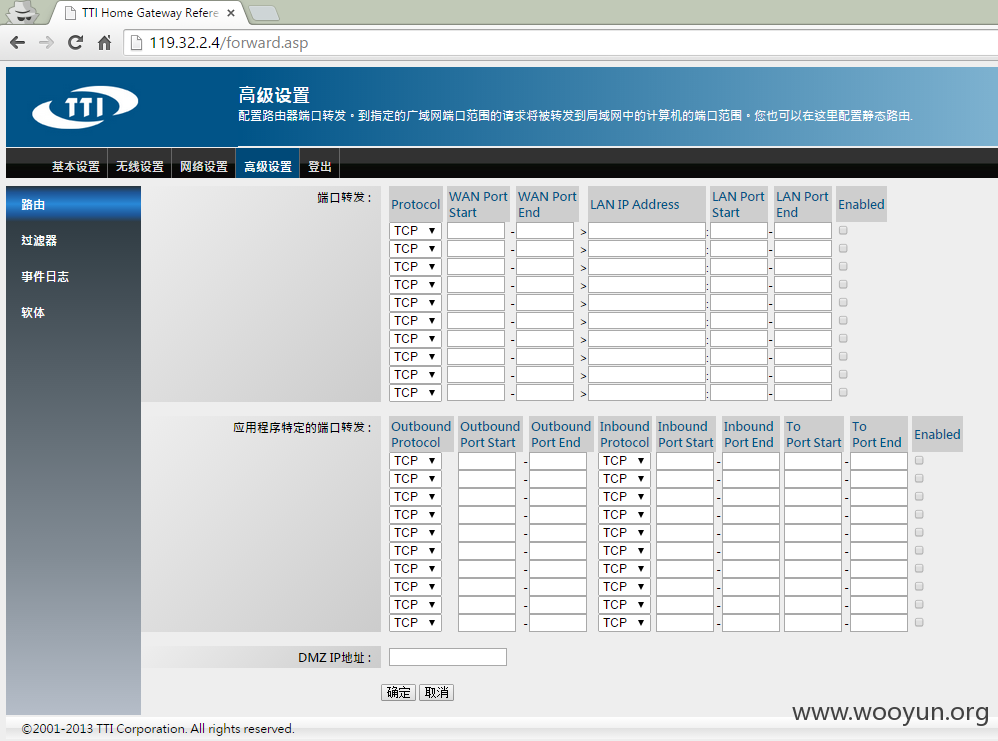 TTI Home Gateway Refere
119.32.2.4/forward.asp
TTI
高级设置
配置路由器端口转发。到指定的广域网端口范围的请求将被转发到局域网中的计算机的端口范围。您也可以在这里配置静态路由.
基本设置 无线设置 网络设置 高级设置 登出
路由
过滤器
事件日志
软体
端口转发：
Protocol WAN Port Start WAN Port End LAN IP Address LAN Port Start LAN Port End Enabled
TCP - > : -
TCP - > : -
TCP - > : -
TCP - > : -
TCP - > : -
TCP - > : -
TCP - > : -
TCP - > : -
TCP - > : -
TCP - > : -
应用程序特定的端口转发：
Outbound Protocol Outbound Port Start Outbound Port End Inbound Protocol Inbound Port Start Inbound Port End To Port Start To Port End Enabled
TCP - TCP - -
TCP - TCP - -
TCP - TCP - -
TCP - TCP - -
TCP - TCP - -
TCP - TCP - -
TCP - TCP - -
TCP - TCP - -
TCP - TCP - -
TCP - TCP - -
DMZ IP地址：
确定 取消
www.wooyun.org
©2001-2013 TTI Corporation. All rights reserved.